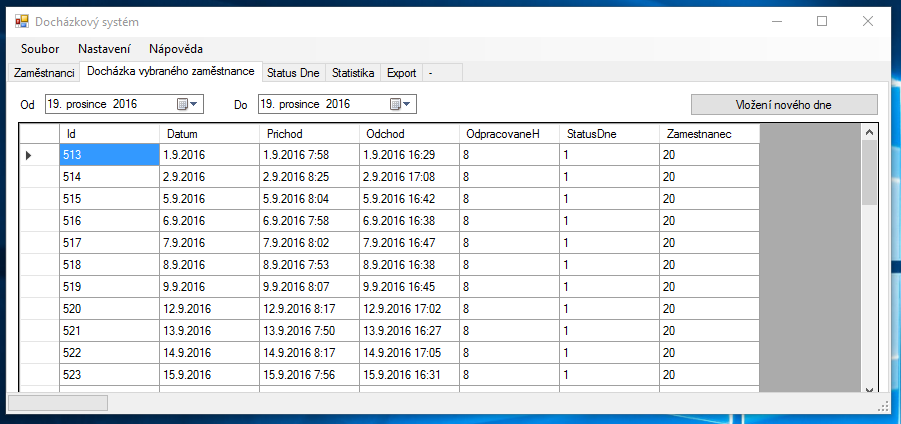 Docházkový systém
Soubor Nastavení Nápověda
Zaměstnanci Docházka vybraného zaměstnance Status Dne Statistika Export -
Od 19. prosince 2016 Do 19. prosince 2016 Vložení nového dne
Id Datum Prichod Odchod OdpracovaneH StatusDne Zamestnanec
513 1.9.2016 1.9.2016 7:58 1.9.2016 16:29 8 1 20
514 2.9.2016 2.9.2016 8:25 2.9.2016 17:08 8 1 20
515 5.9.2016 5.9.2016 8:04 5.9.2016 16:42 8 1 20
516 6.9.2016 6.9.2016 7:58 6.9.2016 16:38 8 1 20
517 7.9.2016 7.9.2016 8:02 7.9.2016 16:47 8 1 20
518 8.9.2016 8.9.2016 7:53 8.9.2016 16:38 8 1 20
519 9.9.2016 9.9.2016 8:07 9.9.2016 16:45 8 1 20
520 12.9.2016 12.9.2016 8:17 12.9.2016 17:02 8 1 20
521 13.9.2016 13.9.2016 7:50 13.9.2016 16:27 8 1 20
522 14.9.2016 14.9.2016 8:17 14.9.2016 17:05 8 1 20
523 15.9.2016 15.9.2016 7:56 15.9.2016 16:31 8 1 20